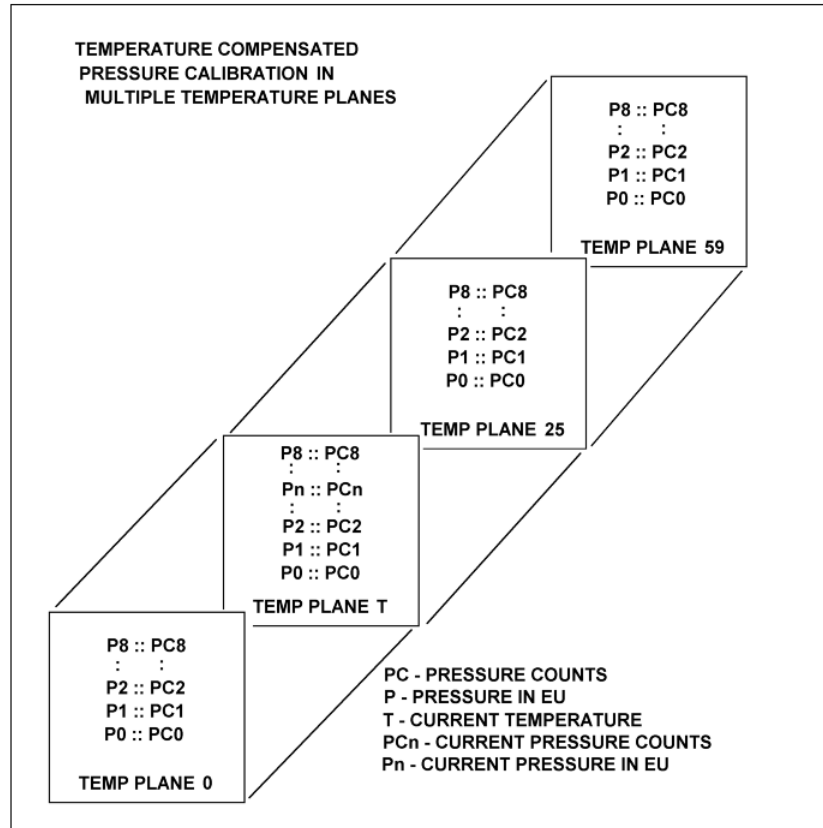 TEMPERATURE COMPENSATED
PRESSURE CALIBRATION IN
MULTIPLE TEMPERATURE PLANES
P8 :: PC8
: :
P2 :: PC2
P1 :: PC1
P0 :: PC0
TEMP PLANE 59
P8 :: PC8
: :
P2 :: PC2
P1 :: PC1
P0 :: PC0
TEMP PLANE 25
P8 :: PC8
: :
Pn :: PCn
: :
P2 :: PC2
P1 :: PC1
P0 :: PC0
TEMP PLANE T
P8 :: PC8
: :
P2 :: PC2
P1 :: PC1
P0 :: PC0
TEMP PLANE 0
PC - PRESSURE COUNTS
P - PRESSURE IN EU
T - CURRENT TEMPERATURE
PCn - CURRENT PRESSURE COUNTS
Pn - CURRENT PRESSURE IN EU